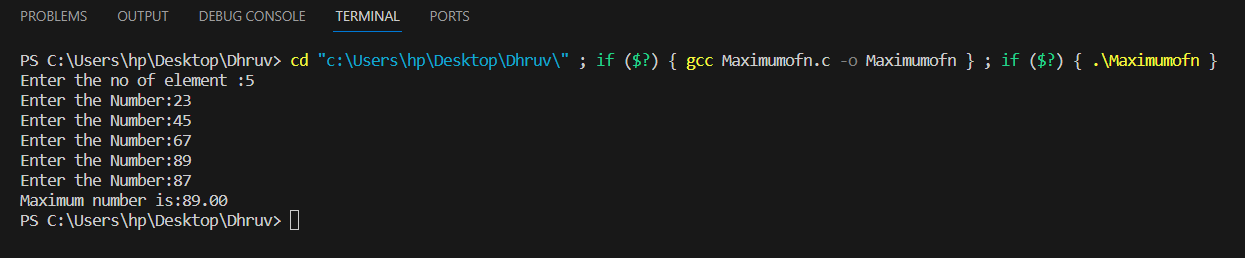 PROBLEMS OUTPUT DEBUG CONSOLE TERMINAL PORTS
PS C:\Users\hp\Desktop\Dhruv> cd "c:\Users\hp\Desktop\Dhruv\" ; if ($?) { gcc Maximumofn.c -o Maximumofn } ; if ($?) { .\Maximumofn }
Enter the no of element :5
Enter the Number:23
Enter the Number:45
Enter the Number:67
Enter the Number:89
Enter the Number:87
Maximum number is:89.00
PS C:\Users\hp\Desktop\Dhruv>